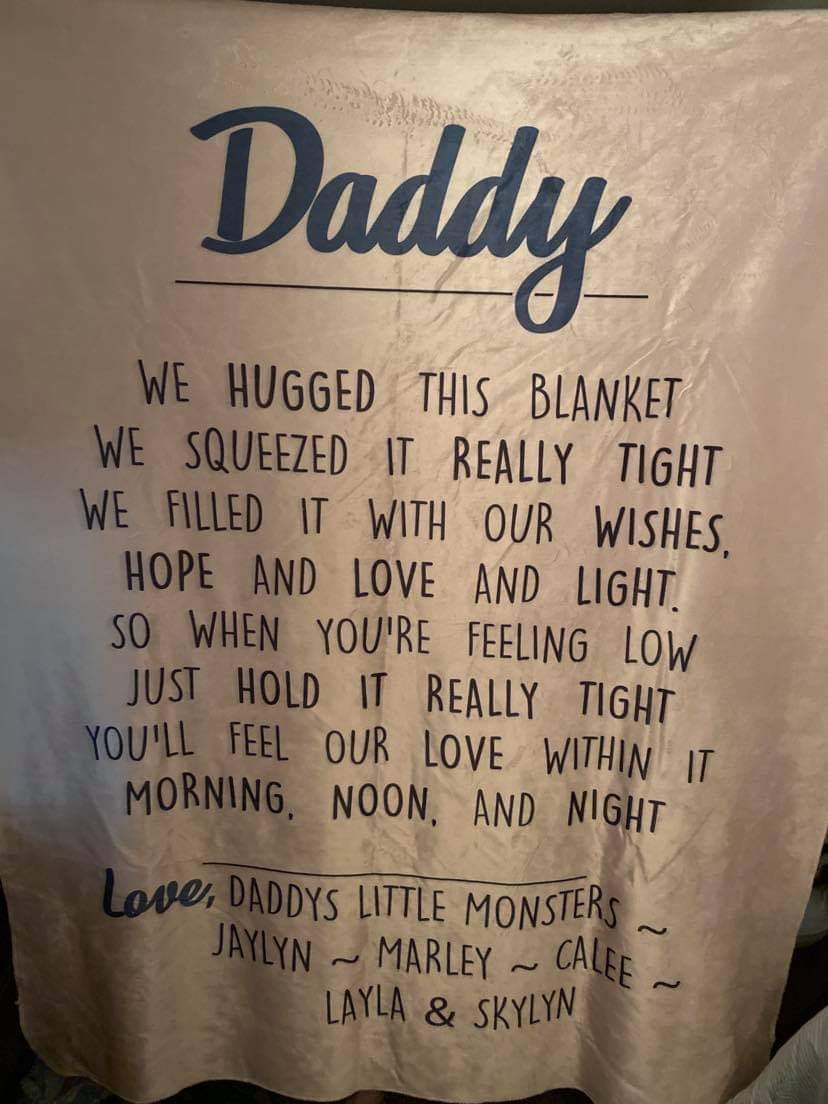 Daddy
WE HUGGED THIS BLANKET
WE SQUEEZED IT REALLY TIGHT
WE FILLED IT WITH OUR WISHES,
HOPE AND LOVE AND LIGHT.
SO WHEN YOU'RE FEELING LOW
JUST HOLD IT REALLY TIGHT
YOU'LL FEEL OUR LOVE WITHIN IT
MORNING, NOON, AND NIGHT
Love, DADDYS LITTLE MONSTERS ~
JAYLYN ~ MARLEY ~ CALEE ~
LAYLA & SKYLYN